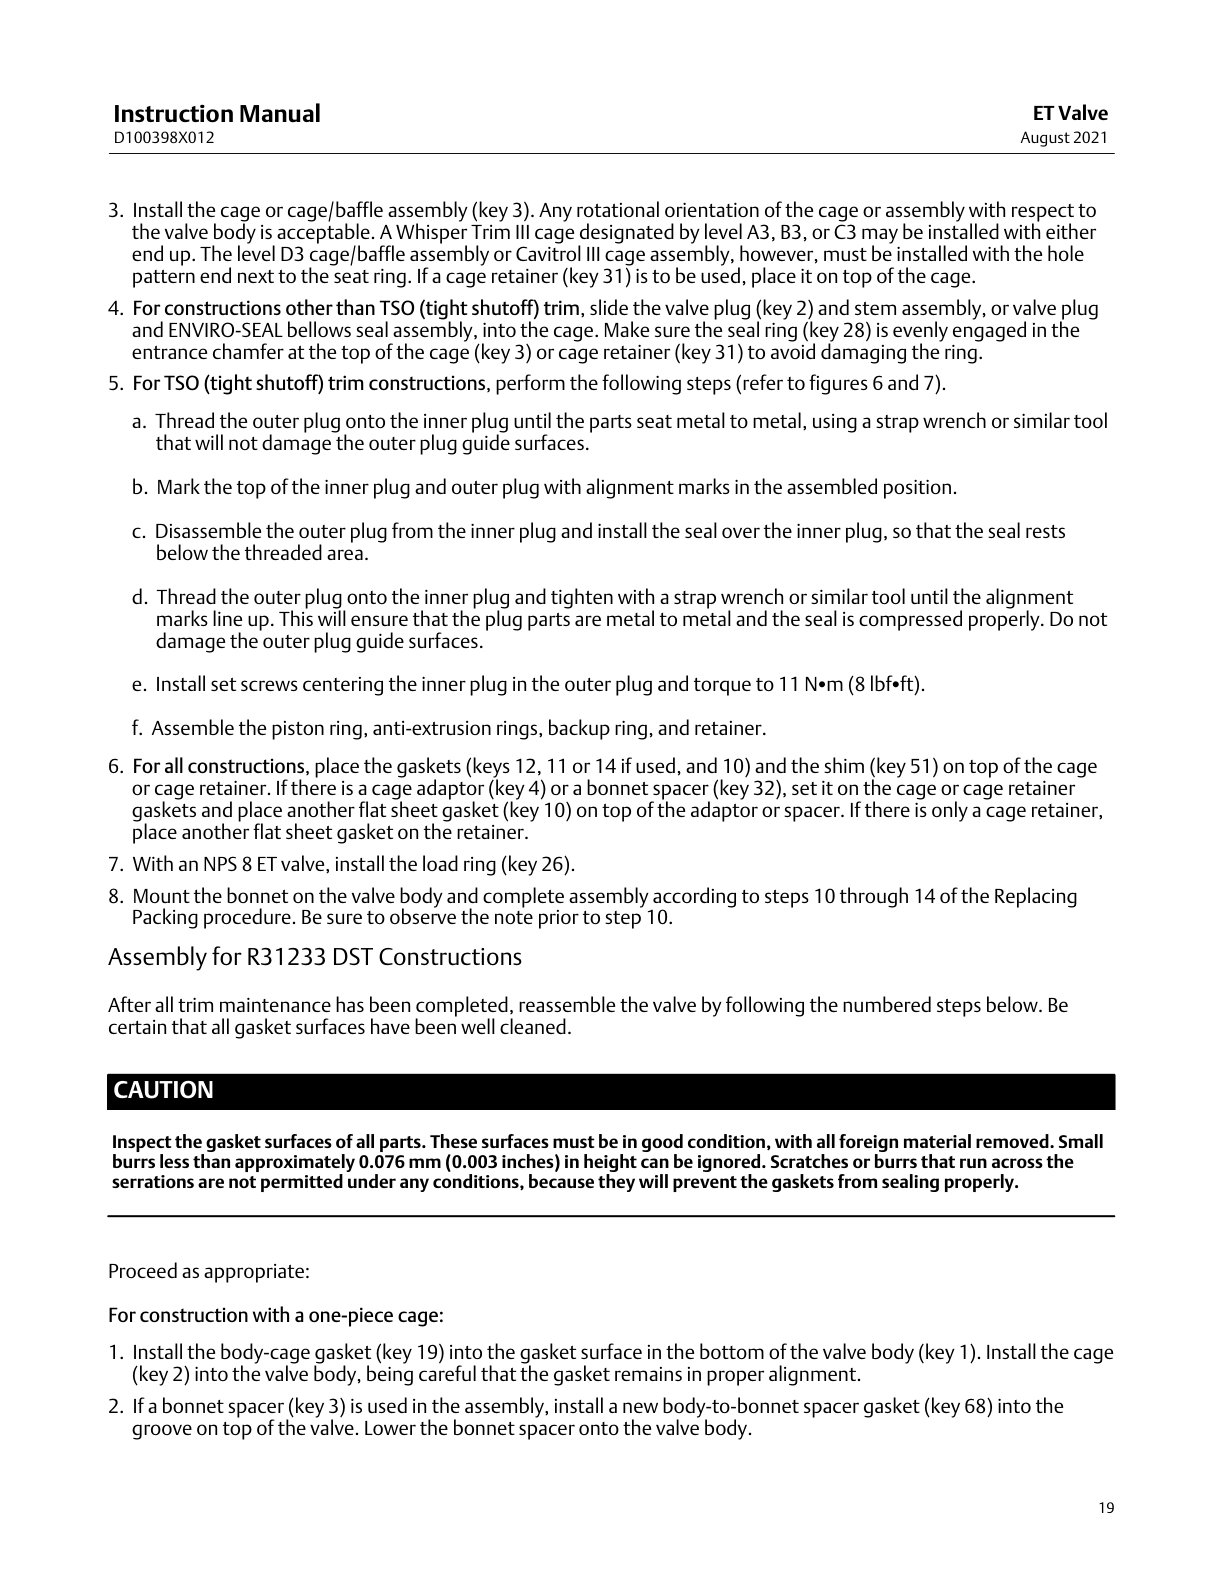 Instruction Manual
D100398X012
ET Valve
August 2021
3. Install the cage or cage/baffle assembly (key 3). Any rotational orientation of the cage or assembly with respect to
the valve body is acceptable. A Whisper Trim III cage designated by level A3, B3, or C3 may be installed with either
end up. The level D3 cage/baffle assembly or Cavitrol III cage assembly, however, must be installed with the hole
pattern end next to the seat ring. If a cage retainer (key 31) is to be used, place it on top of the cage.
4. For constructions other than TSO (tight shutoff) trim, slide the valve plug (key 2) and stem assembly, or valve plug
and ENVIRO-SEAL bellows seal assembly, into the cage. Make sure the seal ring (key 28) is evenly engaged in the
entrance chamfer at the top of the cage (key 3) or cage retainer (key 31) to avoid damaging the ring.
5. For TSO (tight shutoff) trim constructions, perform the following steps (refer to figures 6 and 7).
a. Thread the outer plug onto the inner plug until the parts seat metal to metal, using a strap wrench or similar tool
that will not damage the outer plug guide surfaces.
b. Mark the top of the inner plug and outer plug with alignment marks in the assembled position.
c. Disassemble the outer plug from the inner plug and install the seal over the inner plug, so that the seal rests
below the threaded area.
d. Thread the outer plug onto the inner plug and tighten with a strap wrench or similar tool until the alignment
marks line up. This will ensure that the plug parts are metal to metal and the seal is compressed properly. Do not
damage the outer plug guide surfaces.
e. Install set screws centering the inner plug in the outer plug and torque to 11 N•m (8 lbf•ft).
f. Assemble the piston ring, anti-extrusion rings, backup ring, and retainer.
6. For all constructions, place the gaskets (keys 12, 11 or 14 if used, and 10) and the shim (key 51) on top of the cage
or cage retainer. If there is a cage adaptor (key 4) or a bonnet spacer (key 32), set it on the cage or cage retainer
gaskets and place another flat sheet gasket (key 10) on top of the adaptor or spacer. If there is only a cage retainer,
place another flat sheet gasket on the retainer.
7. With an NPS 8 ET valve, install the load ring (key 26).
8. Mount the bonnet on the valve body and complete assembly according to steps 10 through 14 of the Replacing
Packing procedure. Be sure to observe the note prior to step 10.
Assembly for R31233 DST Constructions
After all trim maintenance has been completed, reassemble the valve by following the numbered steps below. Be
certain that all gasket surfaces have been well cleaned.
CAUTION
Inspect the gasket surfaces of all parts. These surfaces must be in good condition, with all foreign material removed. Small
burrs less than approximately 0.076 mm (0.003 inches) in height can be ignored. Scratches or burrs that run across the
serrations are not permitted under any conditions, because they will prevent the gaskets from sealing properly.
Proceed as appropriate:
For construction with a one-piece cage:
1. Install the body-cage gasket (key 19) into the gasket surface in the bottom of the valve body (key 1). Install the cage
(key 2) into the valve body, being careful that the gasket remains in proper alignment.
2. If a bonnet spacer (key 3) is used in the assembly, install a new body-to-bonnet spacer gasket (key 68) into the
groove on top of the valve. Lower the bonnet spacer onto the valve body.
19